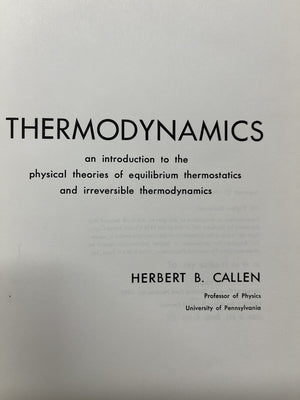 THERMODYNAMICS
an introduction to the
physical theories of equilibrium thermostatics
and irreversible thermodynamics
HERBERT B. CALLEN
Professor of Physics
University of Pennsylvania